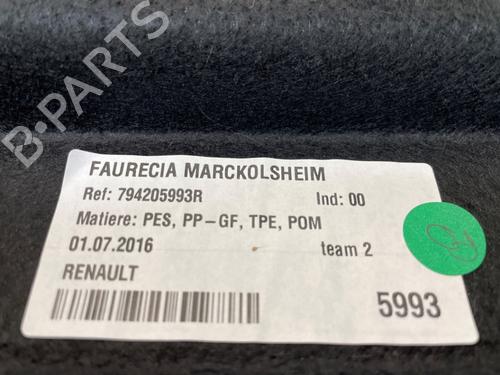 B-PARTS
FAURECIA MARCKOLSHEIM
Ref: 794205993R Ind: 00
Matiere: PES, PP-GF, TPE, POM
01.07.2016 team 2
RENAULT
5993